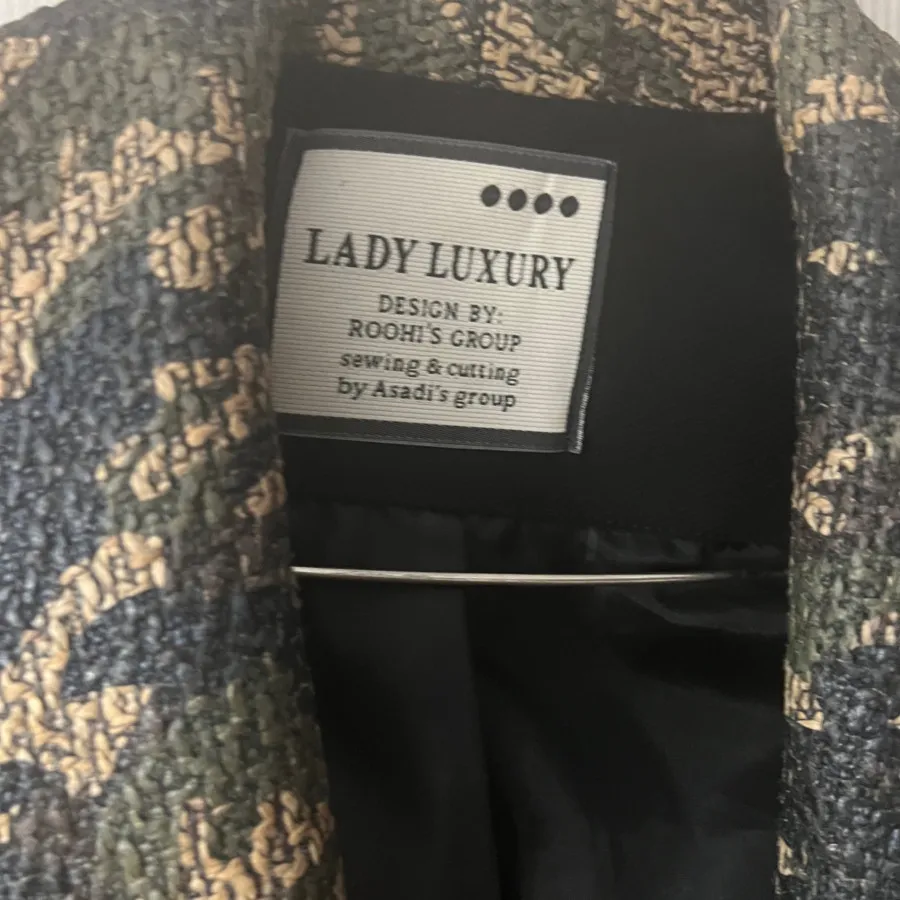 LADY LUXURY
DESIGN BY:
ROOHI'S GROUP
sewing & cutting
by Asadi's group